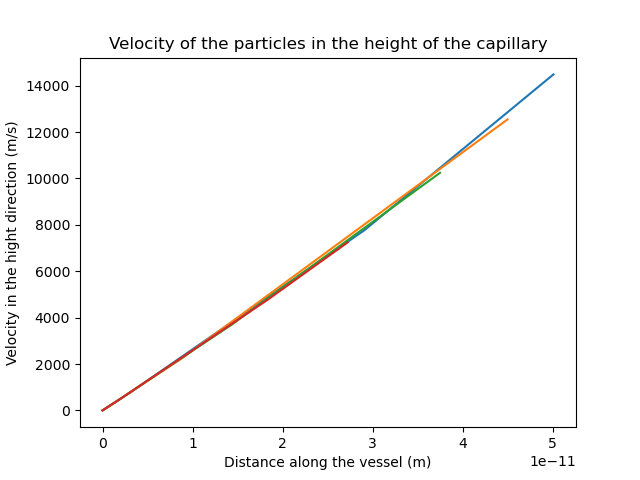 Velocity of the particles in the height of the capillary
Velocity in the hight direction (m/s)
14000
12000
10000
8000
6000
4000
2000
0
0 1 2 3 4 5
1e−11
Distance along the vessel (m)